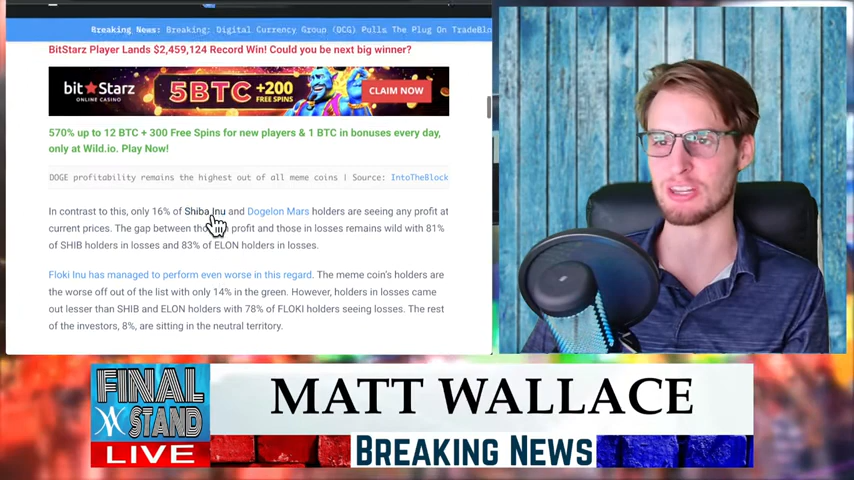 Breaking News: Breaking: Digital Currency Group (DCG) Pulls The Plug On TradeBlo
BitStarz Player Lands $2,459,124 Record Win! Could you be next big winner?
bitStarz
ONLINE CASINO
5BTC +200
FREE SPINS
CLAIM NOW
570% up to 12 BTC + 300 Free Spins for new players & 1 BTC in bonuses every day,
only at Wild.io. Play Now!
DOGE profitability remains the highest out of all meme coins | Source: IntoTheBlock
In contrast to this, only 16% of Shiba Inu and Dogelon Mars holders are seeing any profit at
current prices. The gap between profit and those in losses remains wild with 81%
of SHIB holders in losses and 83% of ELON holders in losses.
Floki Inu has managed to perform even worse in this regard. The meme coin's holders are
the worse off out of the list with only 14% in the green. However, holders in losses came
out lesser than SHIB and ELON holders with 78% of FLOKI holders seeing losses. The rest
of the investors, 8%, are sitting in the neutral territory.
FINAL
STAND
LIVE
MATT WALLACE
BREAKING NEWS